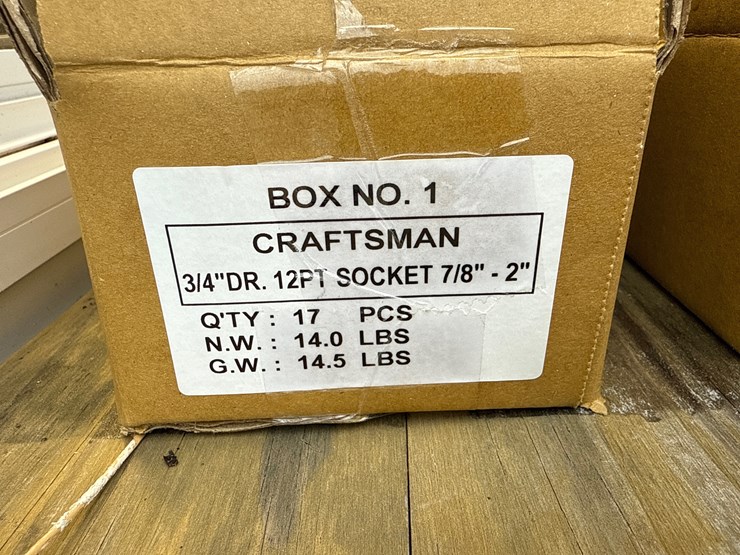 BOX NO. 1
CRAFTSMAN
3/4"DR. 12PT SOCKET 7/8" - 2"
Q'TY : 17 PCS
N.W. : 14.0 LBS
G.W. : 14.5 LBS